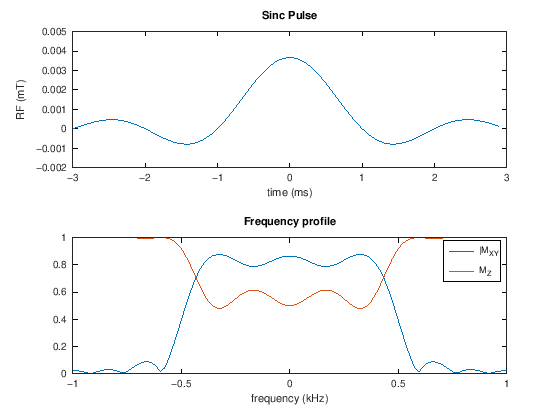 Sinc Pulse
0.005
0.004
0.003
0.002
0.001
0
−0.001
−0.002
RF (mT)
−3 −2 −1 0 1 2 3
time (ms)
Frequency profile
1
0.8
0.6
0.4
0.2
0
|M_XY
M_Z
−1 −0.5 0 0.5 1
frequency (kHz)